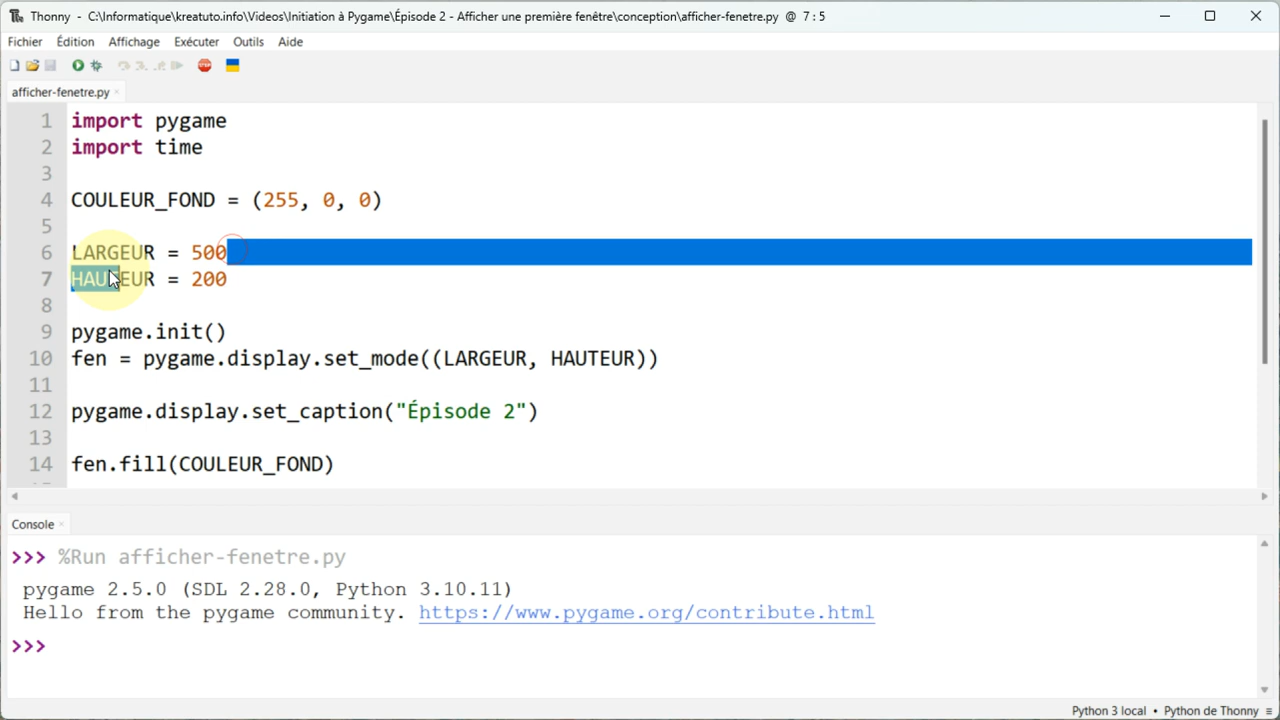 Thonny - C:\Informatique\kreatuto.info\Videos\Initiation à Pygame\Épisode 2 - Afficher une première fenêtre\conception\afficher-fenetre.py @ 7 : 5
Fichier Édition Affichage Exécuter Outils Aide
STOP
afficher-fenetre.py ×
1 import pygame
2 import time
3
4 COULEUR_FOND = (255, 0, 0)
5
6 LARGEUR = 500
7 HAUTEUR = 200
8
9 pygame.init()
10 fen = pygame.display.set_mode((LARGEUR, HAUTEUR))
11
12 pygame.display.set_caption("Épisode 2")
13
14 fen.fill(COULEUR_FOND)
Console ×
>>> %Run afficher-fenetre.py
pygame 2.5.0 (SDL 2.28.0, Python 3.10.11)
Hello from the pygame community. https://www.pygame.org/contribute.html
>>>
Python 3 local • Python de Thonny ≡